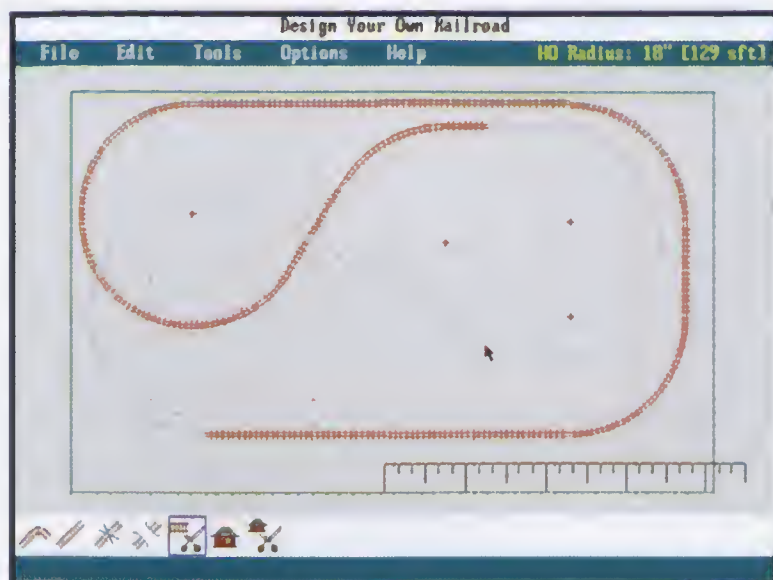 Design Your Own Railroad
File Edit Tools Options Help HO Radius: 18" [129 sft]